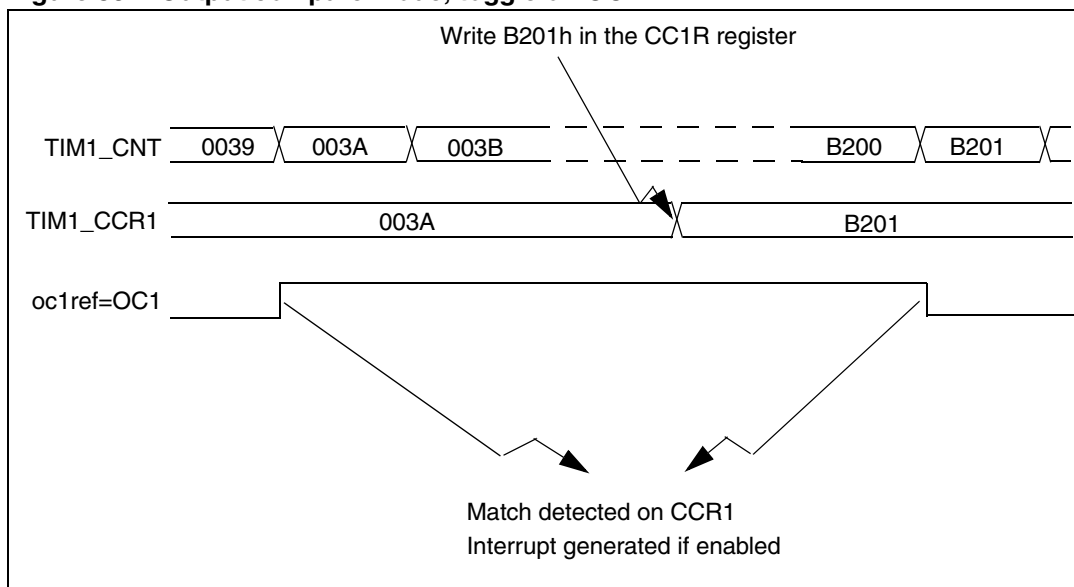 Write B201h in the CC1R register
TIM1_CNT 0039 003A 003B B200 B201
TIM1_CCR1 003A B201
oc1ref=OC1
Match detected on CCR1
Interrupt generated if enabled